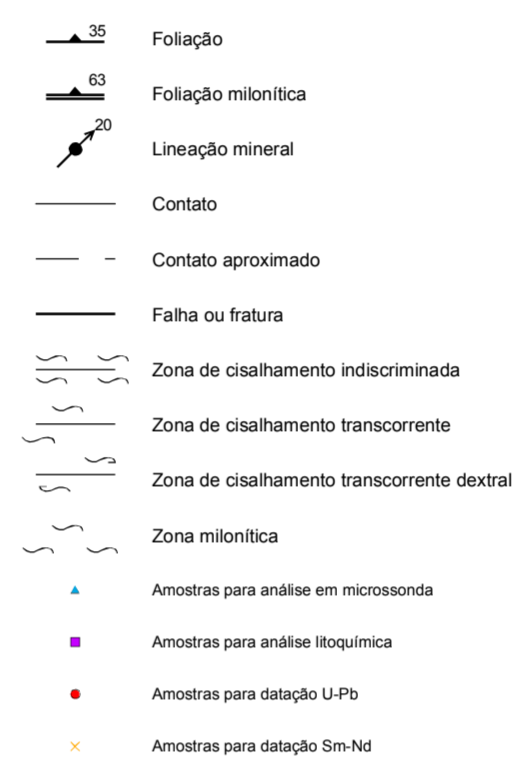 35 Foliação
63 Foliação milonítica
20 Lineação mineral
Contato
Contato aproximado
Falha ou fratura
Zona de cisalhamento indiscriminada
Zona de cisalhamento transcorrente
Zona de cisalhamento transcorrente dextral
Zona milonítica
Amostras para análise em microssonda
Amostras para análise litoquímica
Amostras para datação U-Pb
Amostras para datação Sm-Nd